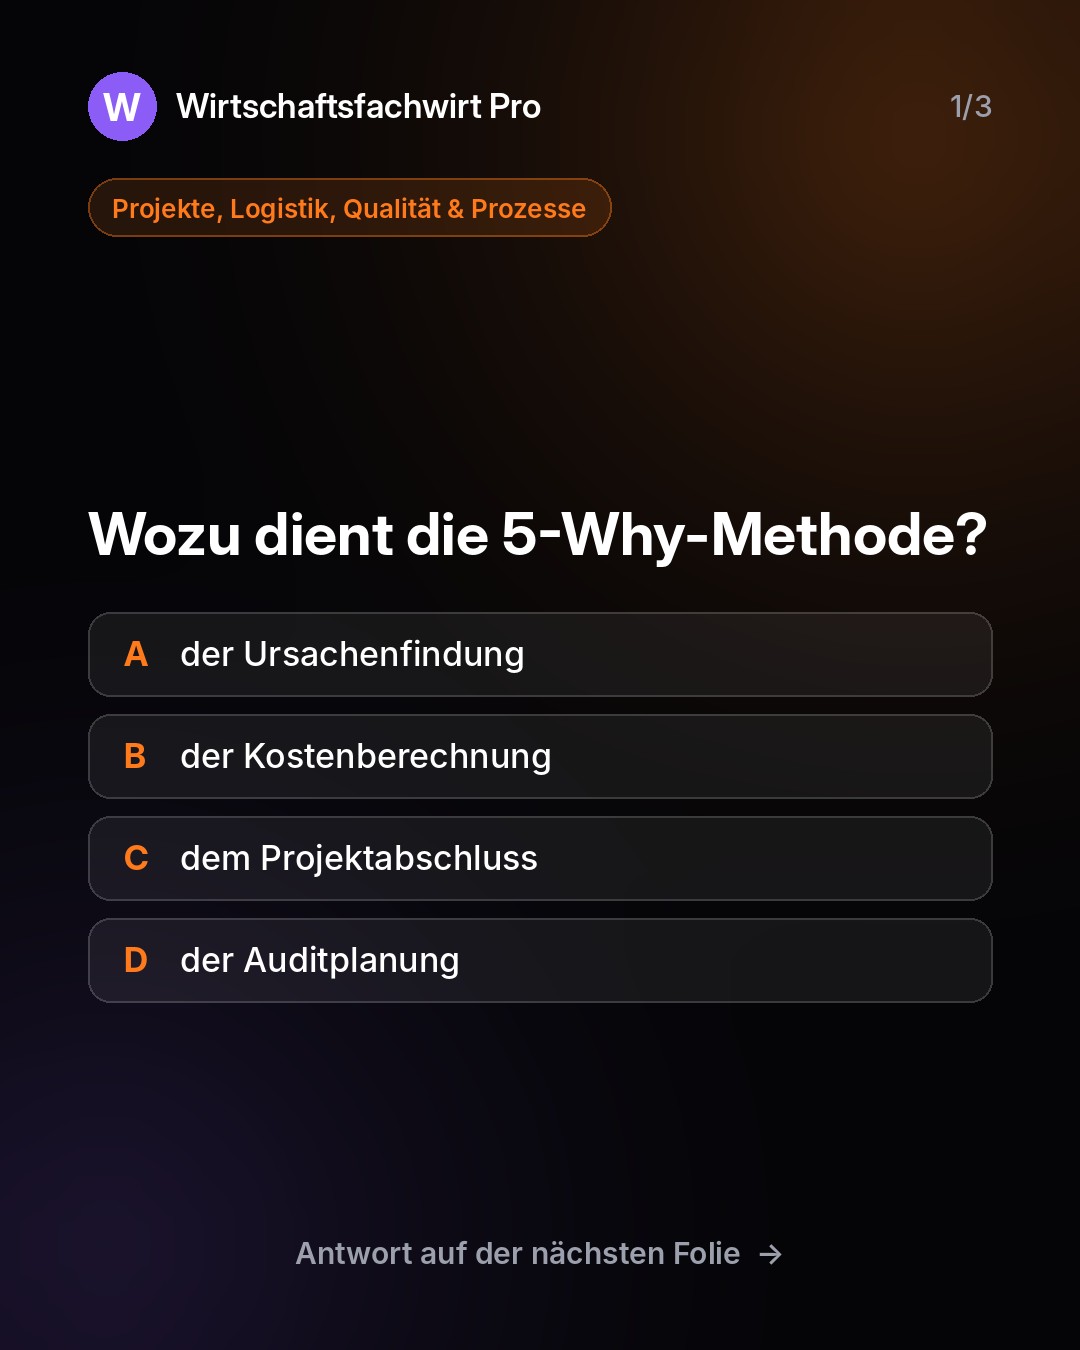 W Wirtschaftsfachwirt Pro
1/3
Projekte, Logistik, Qualität & Prozesse
Wozu dient die 5-Why-Methode?
A der Ursachenfindung
B der Kostenberechnung
C dem Projektabschluss
D der Auditplanung
Antwort auf der nächsten Folie →